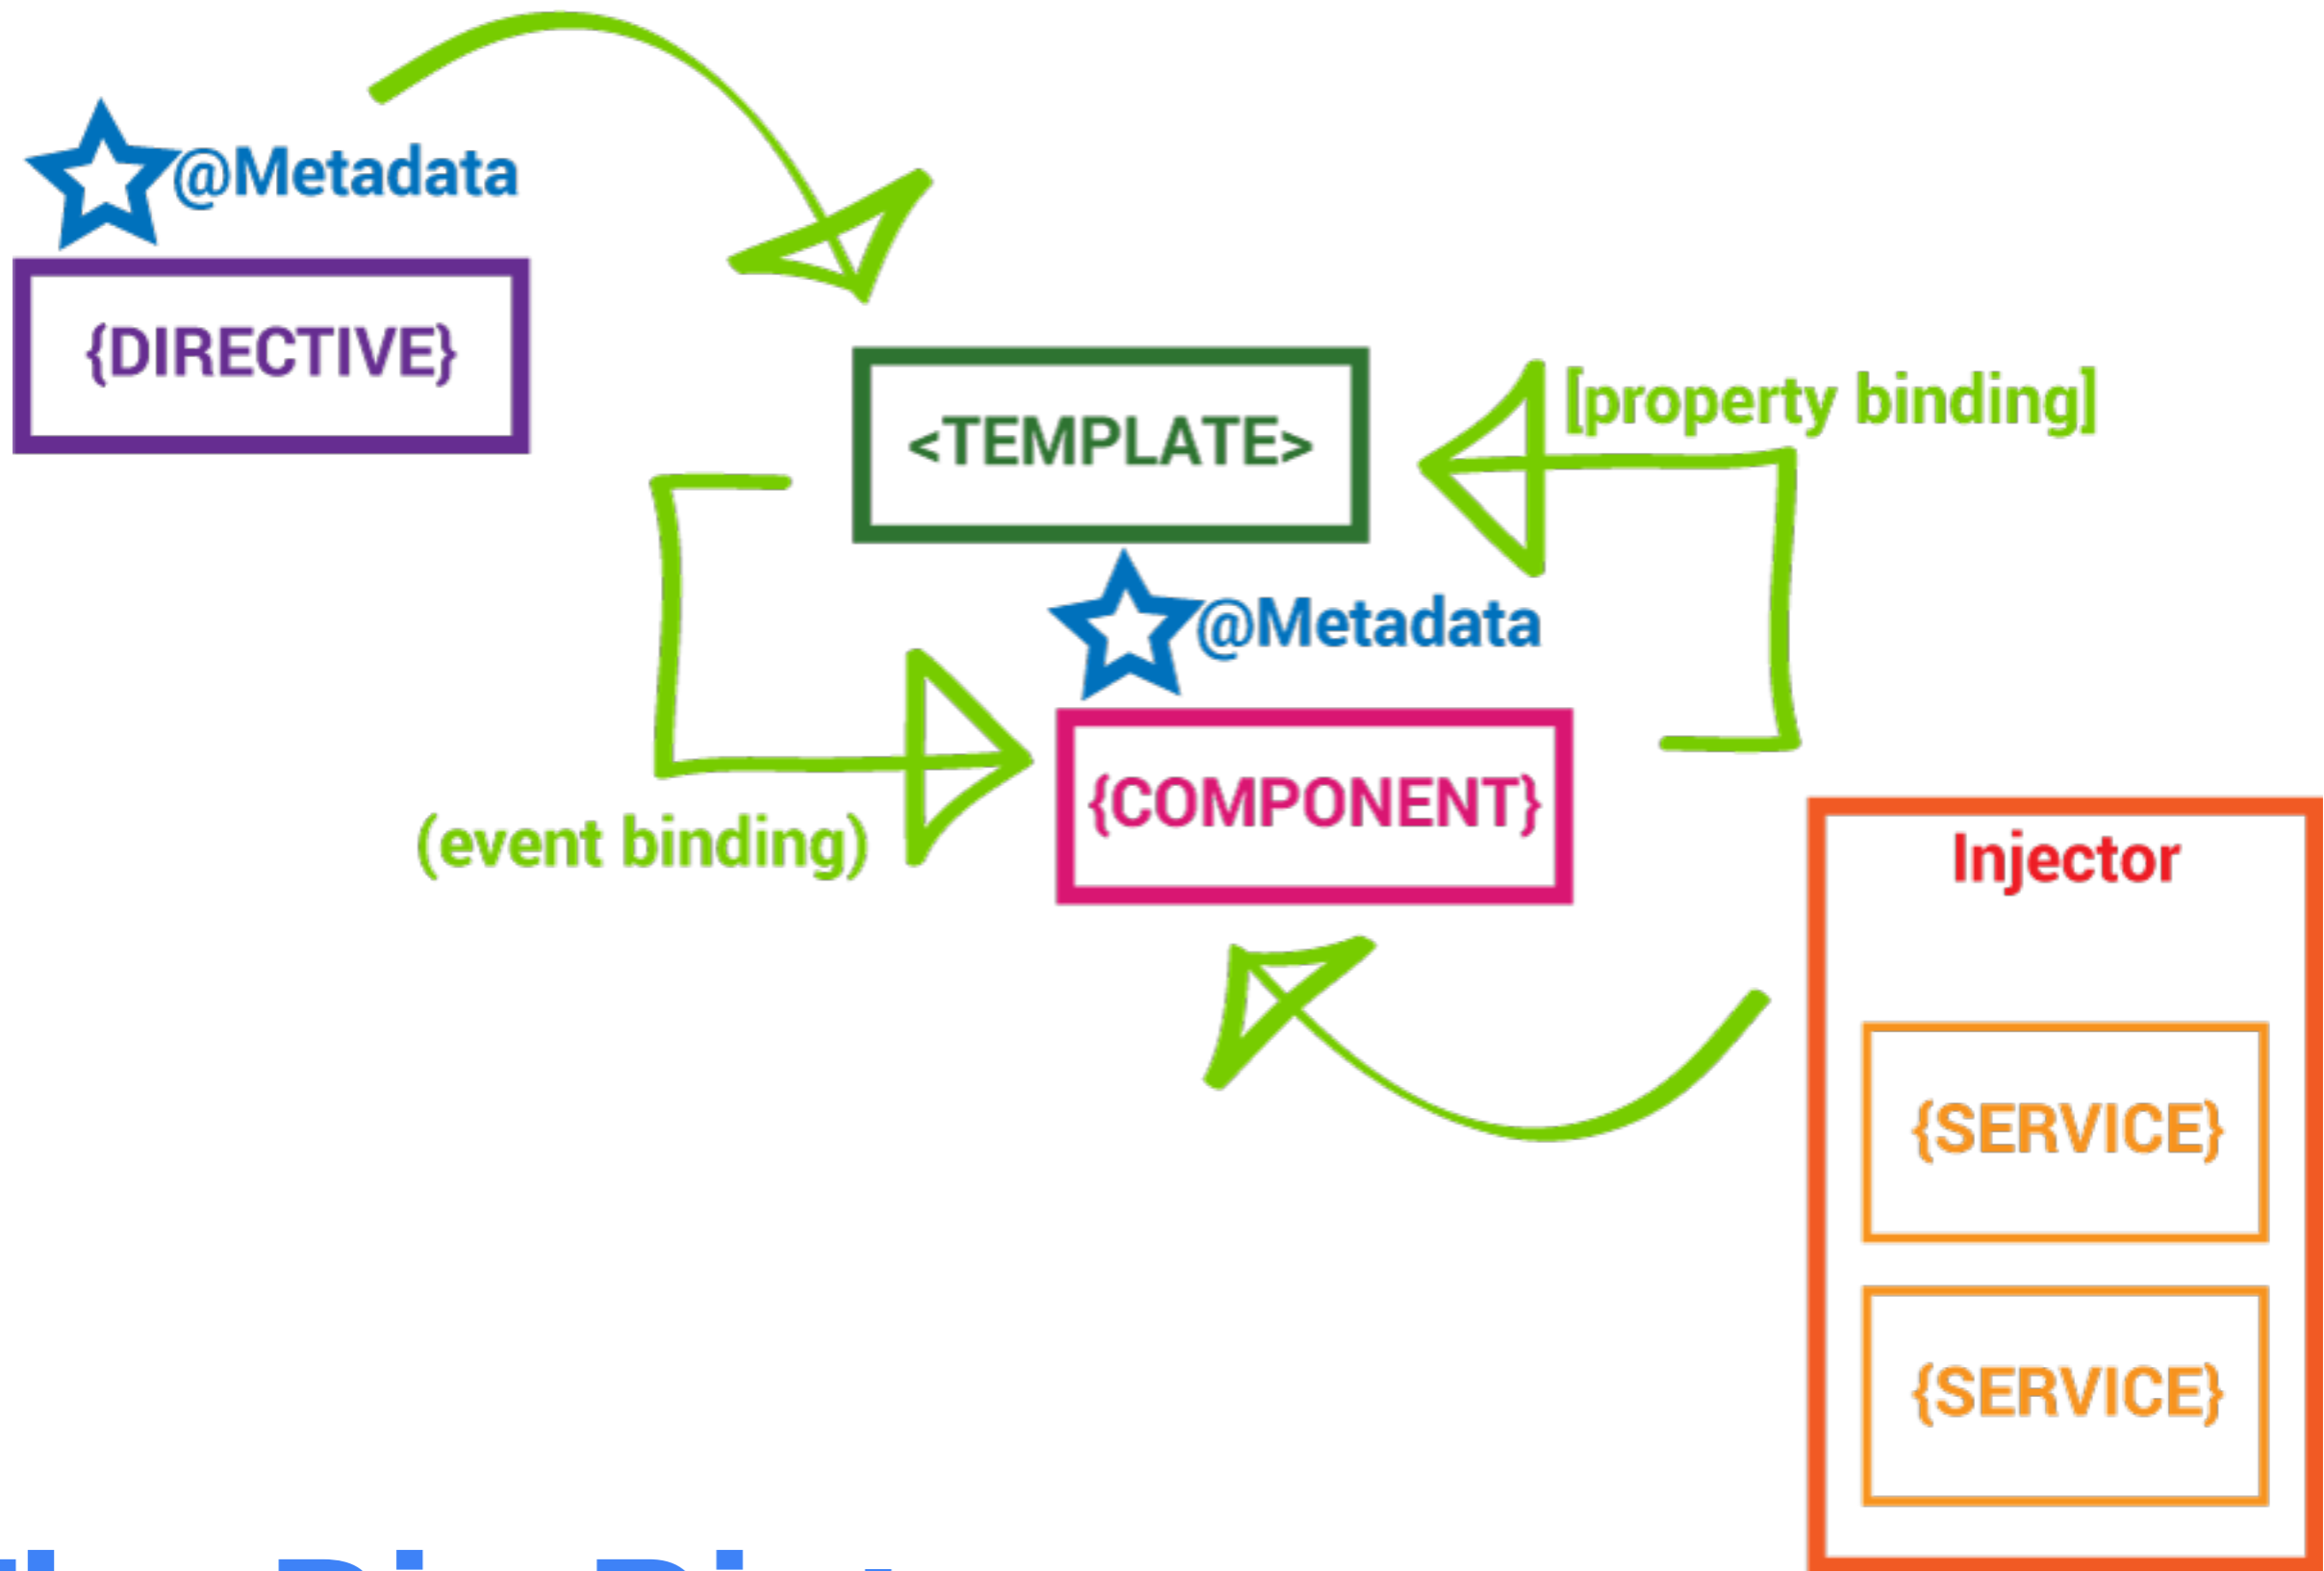 @Metadata
{DIRECTIVE}
<TEMPLATE>
[property binding]
@Metadata
{COMPONENT}
(event binding)
Injector
{SERVICE}
{SERVICE}